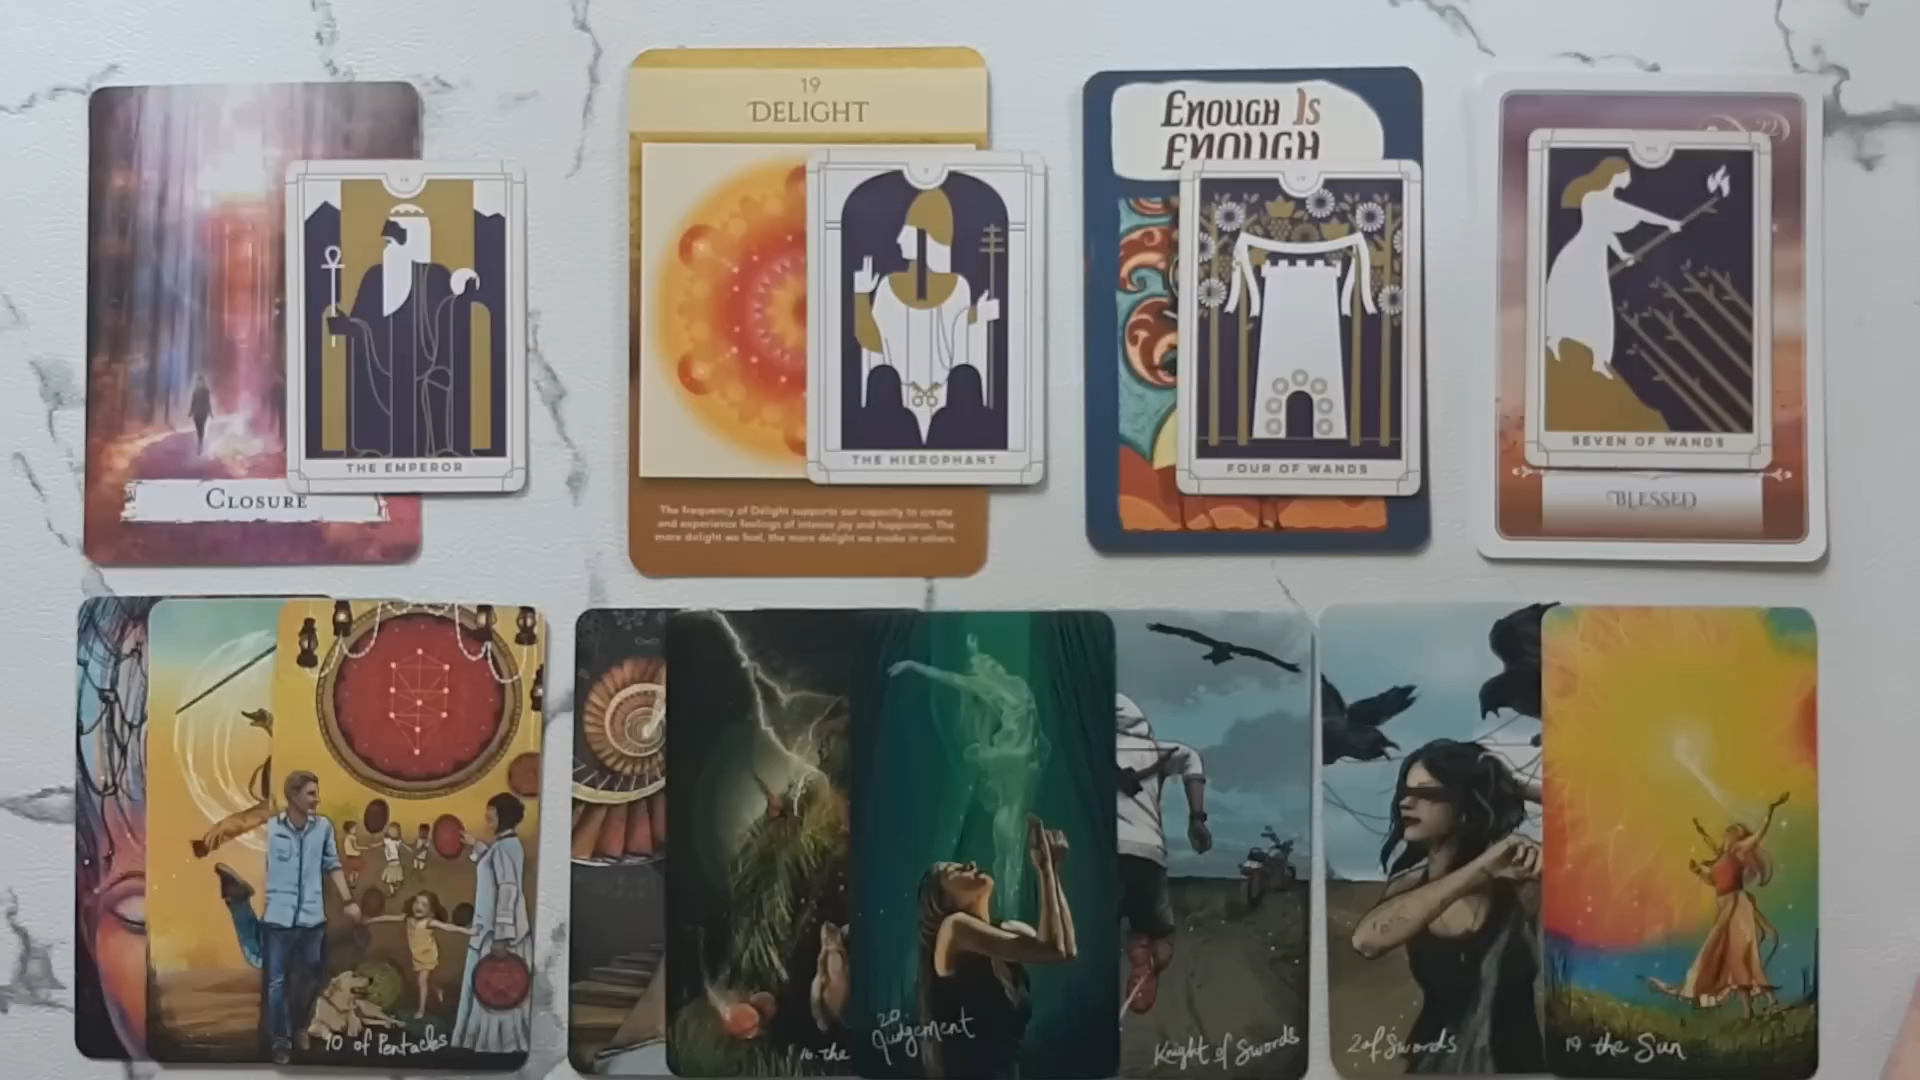 CLOSURE
THE EMPEROR
19
DELIGHT
The frequency of Delight supports our capacity to create
and experience feelings of intense joy and happiness. The
more delight we feel, the more delight we evoke in others.
THE HIEROPHANT
ENOUGH IS
ENOUGH
FOUR OF WANDS
22
SEVEN OF WANDS
BLESSED
10 of Pentacles
16. the
20
Judgement
Knight of Swords
2 of Swords
19 the Sun